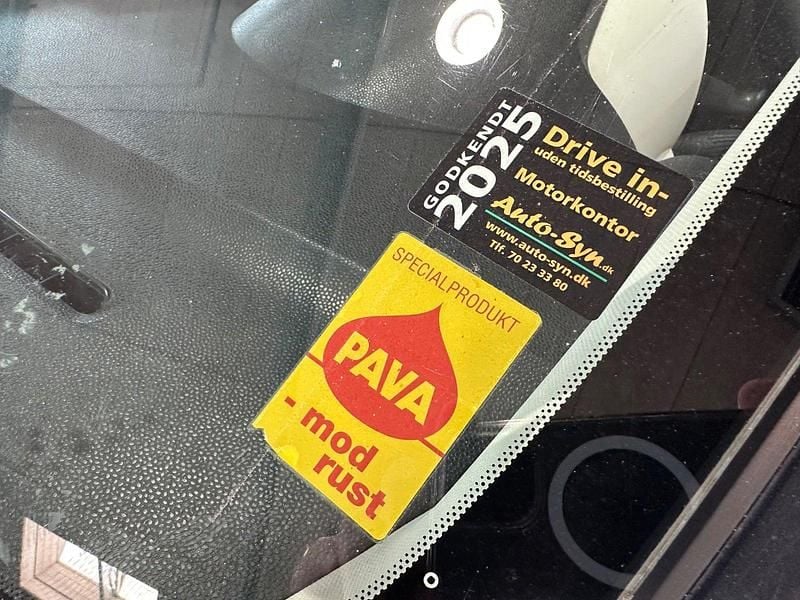 GODKENDT
2025
Drive in-
uden tidsbestilling
Motorkontor
Auto-Syn.dk
www.auto-syn.dk
Tlf. 70 23 33 80
SPECIALPRODUKT
PAVA
- mod
rust